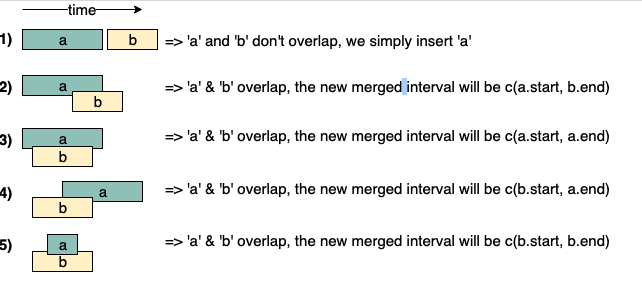 time
1) a b => 'a' and 'b' don't overlap, we simply insert 'a'
2) a => 'a' & 'b' overlap, the new merged interval will be c(a.start, b.end)
b
3) a => 'a' & 'b' overlap, the new merged interval will be c(a.start, a.end)
b
4) a => 'a' & 'b' overlap, the new merged interval will be c(b.start, a.end)
b
5) a => 'a' & 'b' overlap, the new merged interval will be c(b.start, b.end)
b